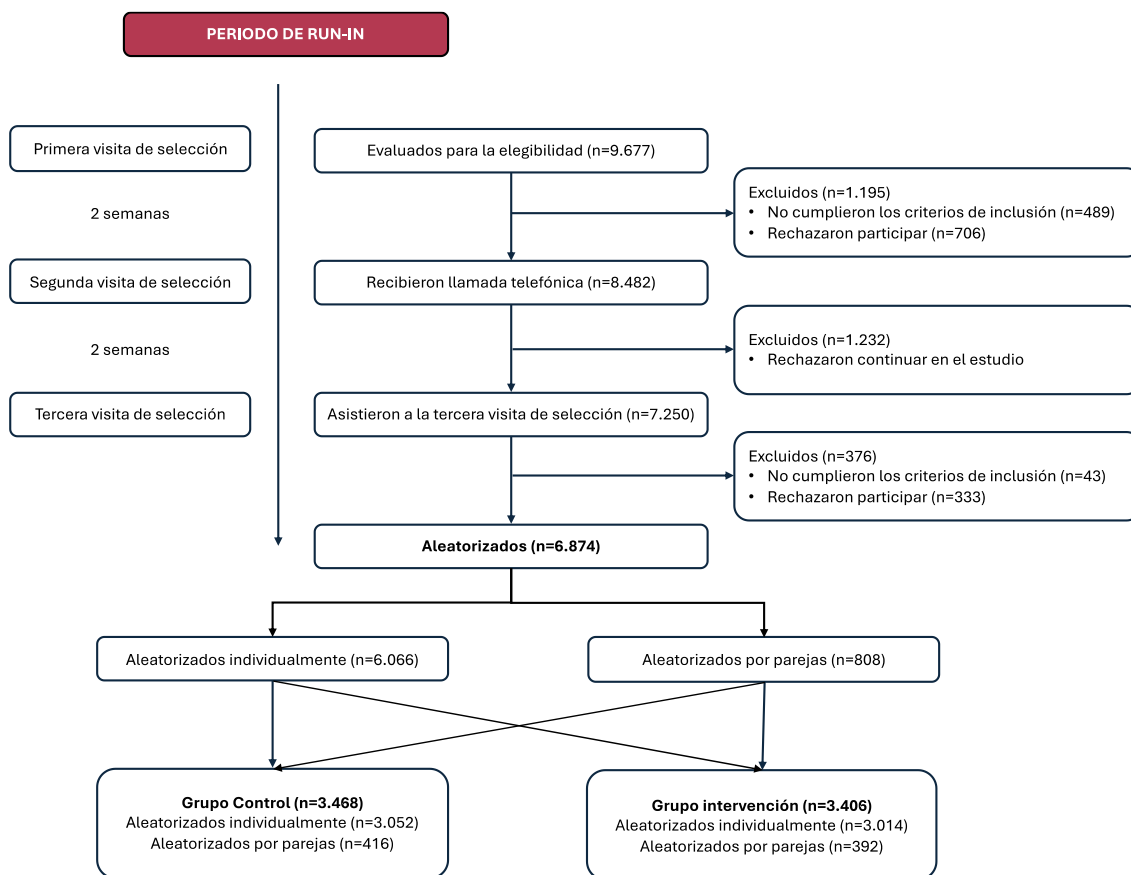 PERIODO DE RUN-IN
Primera visita de selección
Evaluados para la elegibilidad (n=9.677)
2 semanas
Excluidos (n=1.195)
• No cumplieron los criterios de inclusión (n=489)
• Rechazaron participar (n=706)
Segunda visita de selección
Recibieron llamada telefónica (n=8.482)
2 semanas
Excluidos (n=1.232)
• Rechazaron continuar en el estudio
Tercera visita de selección
Asistieron a la tercera visita de selección (n=7.250)
Excluidos (n=376)
• No cumplieron los criterios de inclusión (n=43)
• Rechazaron participar (n=333)
Aleatorizados (n=6.874)
Aleatorizados individualmente (n=6.066)
Aleatorizados por parejas (n=808)
Grupo Control (n=3.468)
Aleatorizados individualmente (n=3.052)
Aleatorizados por parejas (n=416)
Grupo intervención (n=3.406)
Aleatorizados individualmente (n=3.014)
Aleatorizados por parejas (n=392)